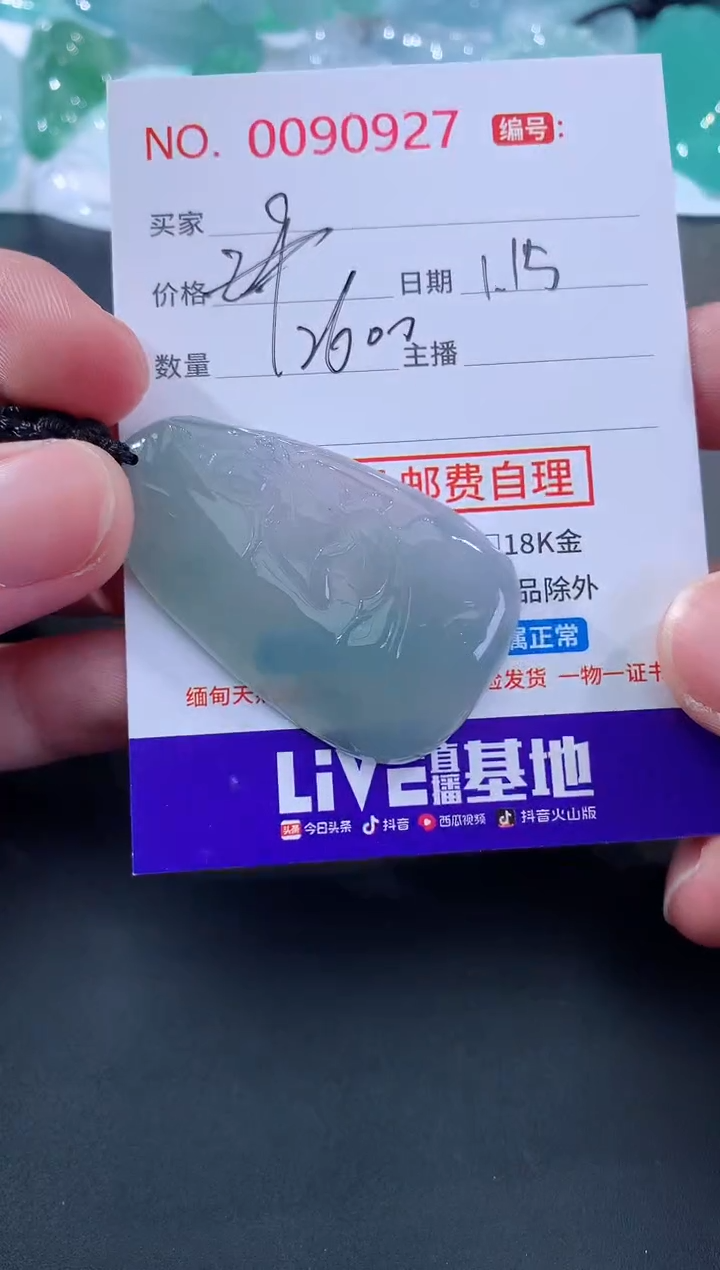 NO. 0090927 编号:
买家
价格 日期 1.15
数量 2600 主播
邮费自理
18K金
品除外
属正常
缅甸天 发货 一物一证书
LiVE直播基地
头条 今日头条 抖音 西瓜视频 抖音火山版